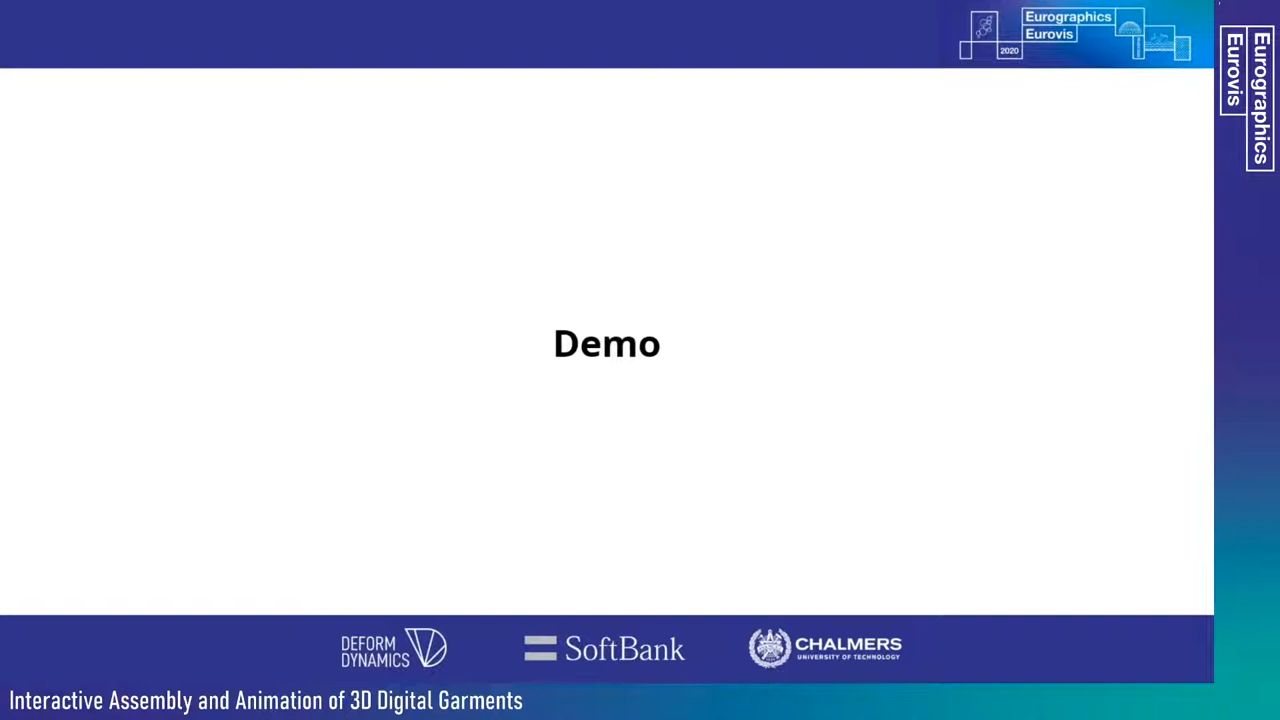 Eurographics
Eurovis
2020
Eurographics
Eurovis
Demo
DEFORM
DYNAMICS
SoftBank
CHALMERS
UNIVERSITY OF TECHNOLOGY
Interactive Assembly and Animation of 3D Digital Garments